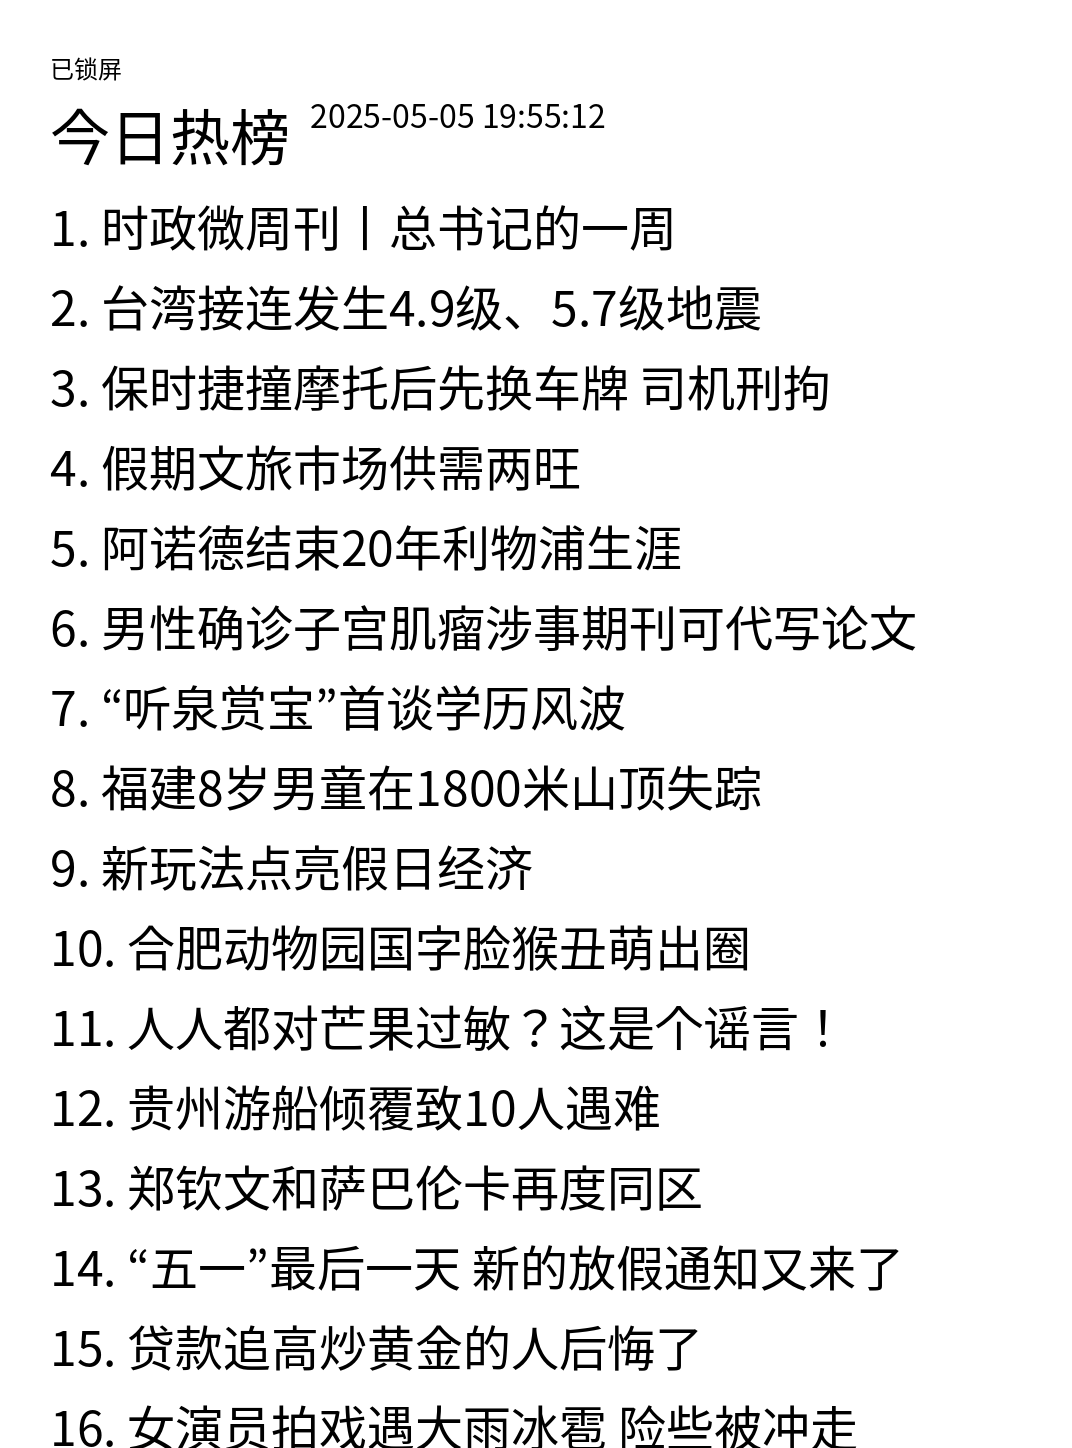 已锁屏
今日热榜 2025-05-05 19:55:12
1. 时政微周刊丨总书记的一周
2. 台湾接连发生4.9级、5.7级地震
3. 保时捷撞摩托后先换车牌 司机刑拘
4. 假期文旅市场供需两旺
5. 阿诺德结束20年利物浦生涯
6. 男性确诊子宫肌瘤涉事期刊可代写论文
7. “听泉赏宝”首谈学历风波
8. 福建8岁男童在1800米山顶失踪
9. 新玩法点亮假日经济
10. 合肥动物园国字脸猴丑萌出圈
11. 人人都对芒果过敏？这是个谣言！
12. 贵州游船倾覆致10人遇难
13. 郑钦文和萨巴伦卡再度同区
14. “五一”最后一天 新的放假通知又来了
15. 贷款追高炒黄金的人后悔了
16. 女演员拍戏遇大雨冰雹 险些被冲走